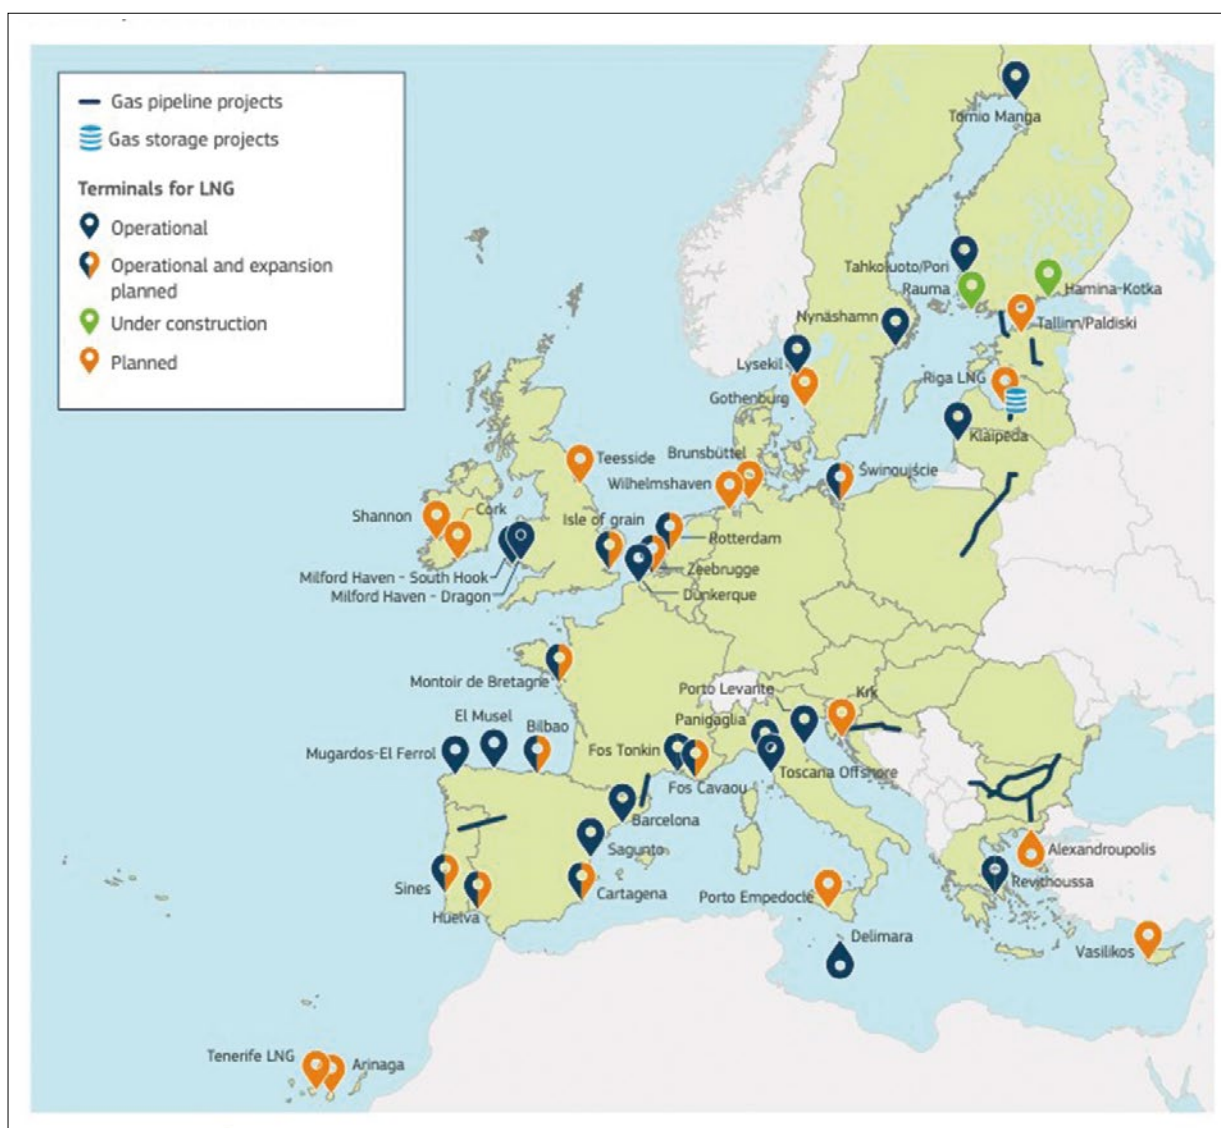 Gas pipeline projects
Gas storage projects
Terminals for LNG
Operational
Operational and expansion
planned
Under construction
Planned
Tornio Manga
Tahkoluoto/Pori
Rauma
Hamina-Kotka
Nynäshamn
Tallinn/Paldiski
Lysekil
Riga LNG
Gothenburg
Klaipeda
Teesside
Brunsbüttel
Świnoujście
Wilhelmshaven
Shannon
Cork
Isle of grain
Rotterdam
Milford Haven - South Hook
Zeebrugge
Milford Haven - Dragon
Dunkerque
Montoir de Bretagne
Porto Levante
Krk
El Musel
Bilbao
Panigaglia
Mugardos-El Ferrol
Fos Tonkin
Toscana Offshore
Fos Cavaou
Barcelona
Sagunto
Alexandroupolis
Sines
Cartagena
Porto Empedocle
Revithoussa
Huelva
Delimara
Vasilikos
Tenerife LNG
Arinaga